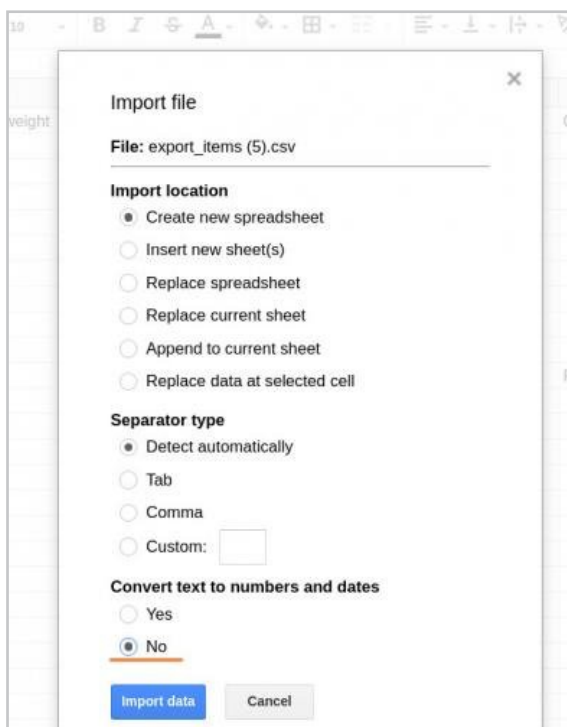 10 B I S A
Import file
weight
File: export_items (5).csv
Import location
Create new spreadsheet
Insert new sheet(s)
Replace spreadsheet
Replace current sheet
Append to current sheet
Replace data at selected cell
Separator type
Detect automatically
Tab
Comma
Custom:
Convert text to numbers and dates
Yes
No
Import data Cancel